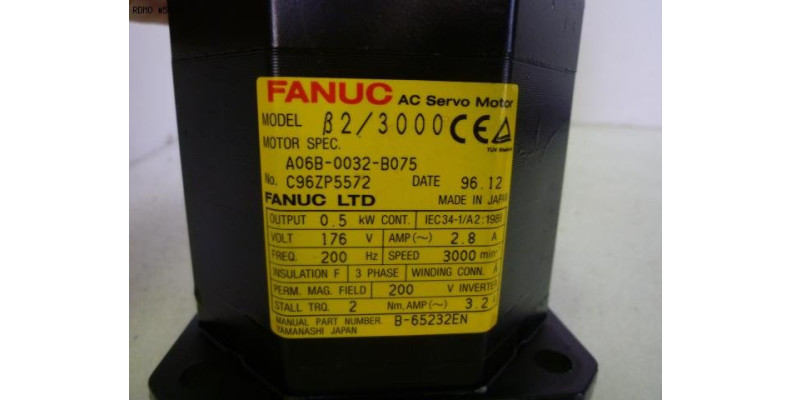 RDMO
FANUC AC Servo Motor
MODEL β2/3000 CE
MOTOR SPEC.
A06B-0032-B075
No. C96ZP5572 DATE 96.12
FANUC LTD MADE IN JAPAN
OUTPUT 0.5 kW CONT. IEC34-1/A2:1989
VOLT 176 V AMP(~) 2.8 A
FREQ. 200 Hz SPEED 3000 min⁻¹
INSULATION F 3 PHASE WINDING CONN. A
PERM. MAG. FIELD 200 V INVERTER
STALL TRQ. 2 Nm, AMP(~) 3.2
MANUAL PART NUMBER. B-65232EN
YAMANASHI JAPAN